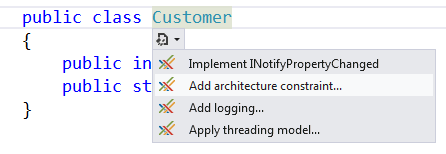 public class Customer
{
public in
Implement INotifyPropertyChanged
public st
Add architecture constraint...
Add logging...
}
Apply threading model...